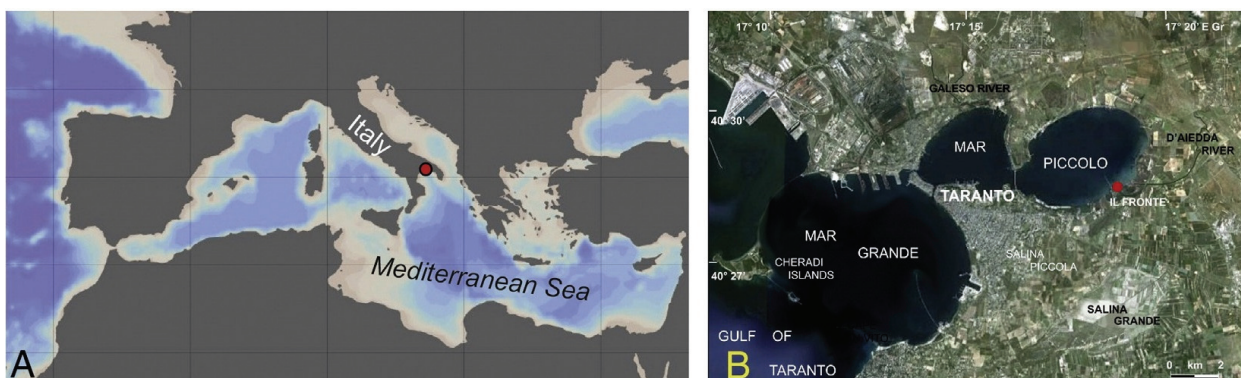 Italy
Mediterranean Sea
A
17° 10'
17° 15'
17° 20' E Gr
GALESO RIVER
40° 30'
MAR
PICCOLO
D'AIEDDA
RIVER
TARANTO
IL FRONTE
MAR
GRANDE
CHERADI
ISLANDS
SALINA
PICCOLA
40° 27'
SALINA
GRANDE
GULF OF
TARANTO
B
0 km 2